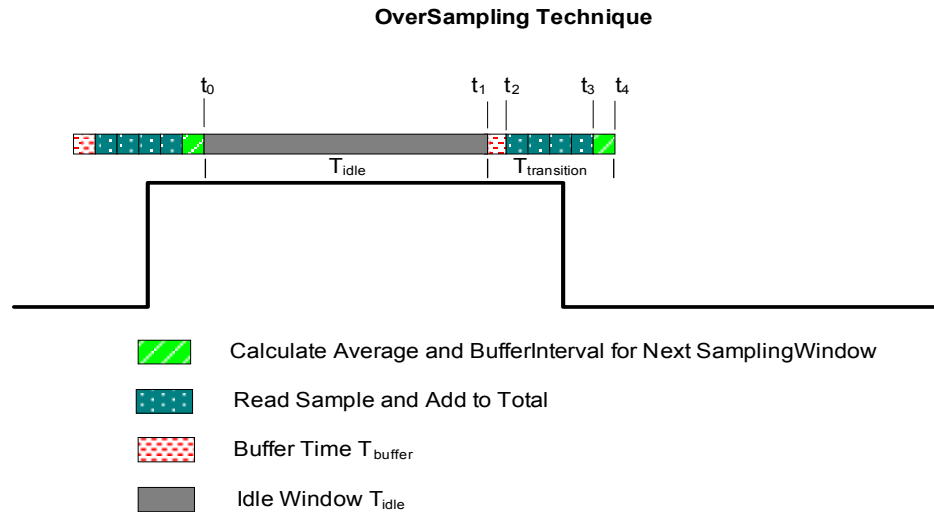 OverSampling Technique
t0 t1 t2 t3 t4
Tidle Ttransition
Calculate Average and BufferInterval for Next SamplingWindow
Read Sample and Add to Total
Buffer Time Tbuffer
Idle Window Tidle